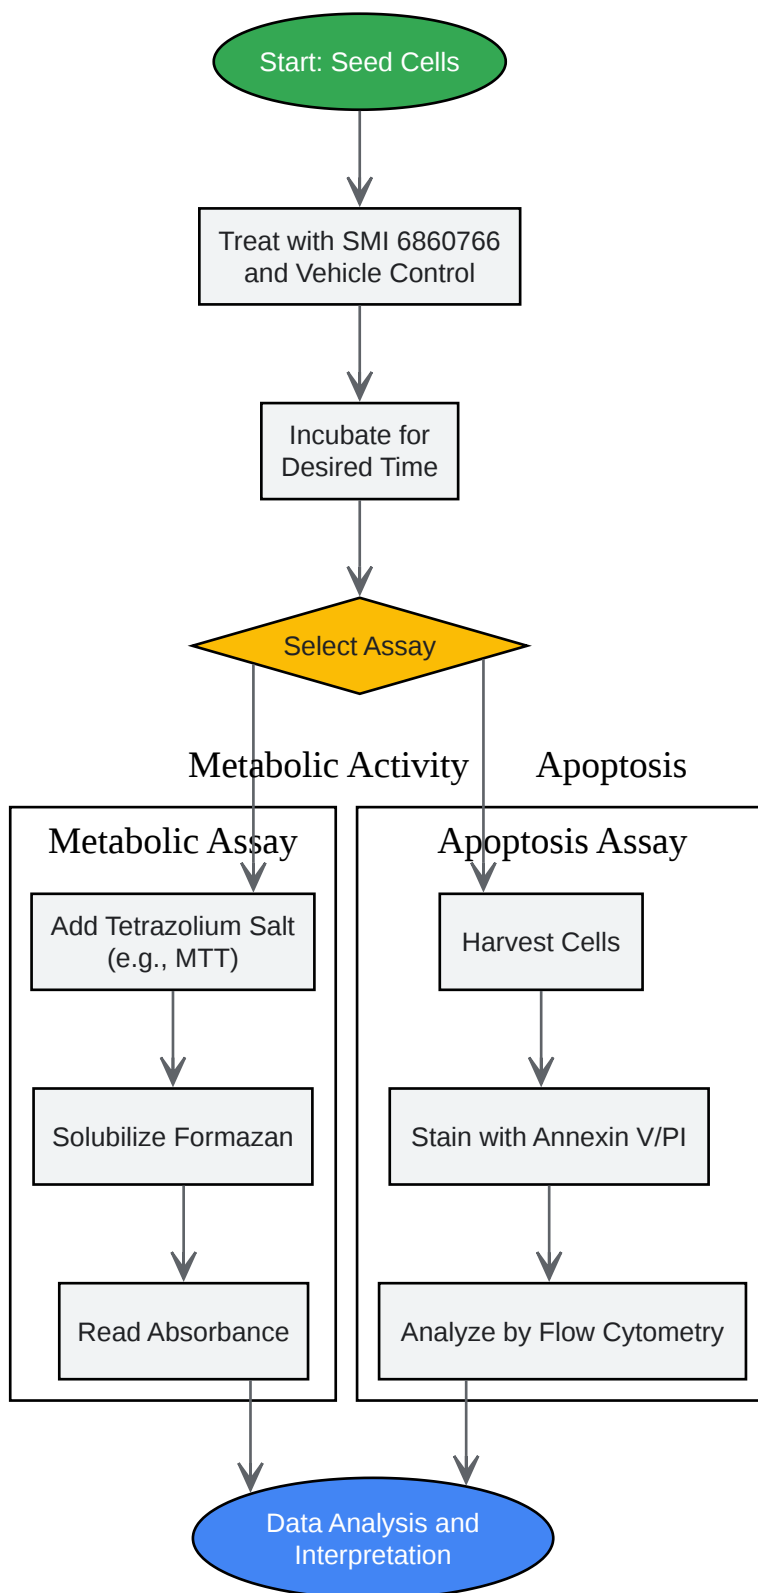 Start: Seed Cells
Treat with SMI 6860766
and Vehicle Control
Incubate for
Desired Time
Select Assay
Metabolic Activity
Apoptosis
Metabolic Assay
Add Tetrazolium Salt
(e.g., MTT)
Solubilize Formazan
Read Absorbance
Apoptosis Assay
Harvest Cells
Stain with Annexin V/PI
Analyze by Flow Cytometry
Data Analysis and
Interpretation